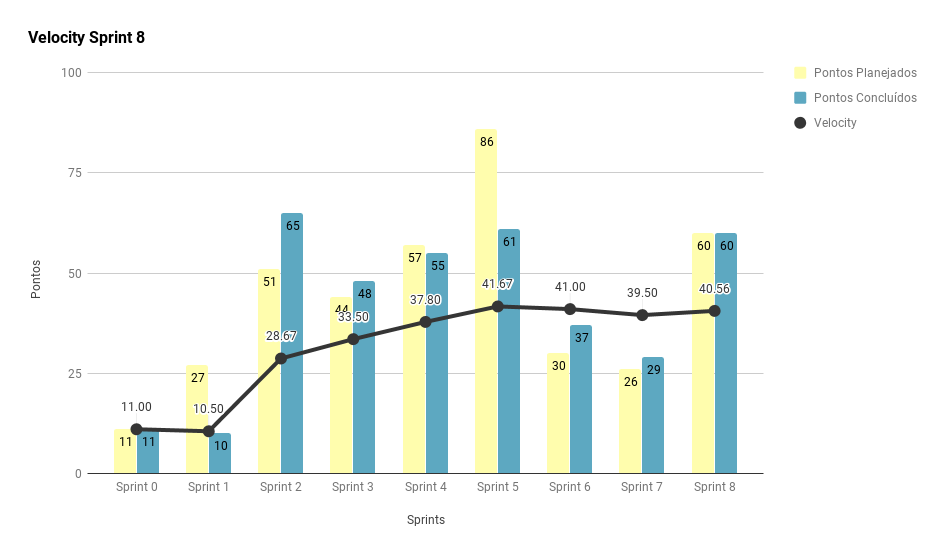 Velocity Sprint 8
Pontos Planejados
Pontos Concluídos
Velocity
Pontos
100
75
50
25
0
11 11 11.00
27 10 10.50
51 65 28.67
44 48 33.50
57 55 37.80
86 61 41.67
30 37 41.00
26 29 39.50
60 60 40.56
Sprint 0 Sprint 1 Sprint 2 Sprint 3 Sprint 4 Sprint 5 Sprint 6 Sprint 7 Sprint 8
Sprints